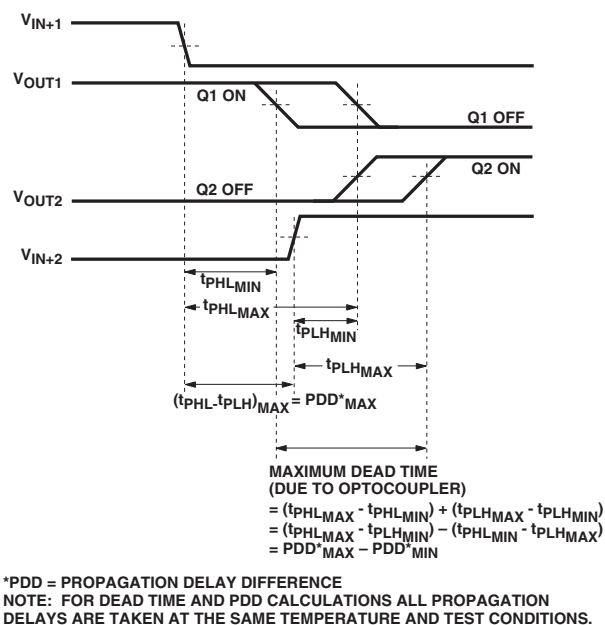 VIN+1
VOUT1
Q1 ON
Q1 OFF
Q2 OFF
Q2 ON
VOUT2
VIN+2
tPHLMIN
tPHLMAX
tPLHMIN
tPLHMAX
(tPHL-tPLH)MAX = PDD*MAX
MAXIMUM DEAD TIME
(DUE TO OPTOCOUPLER)
= (tPHLMAX - tPHLMIN) + (tPLHMAX - tPLHMIN)
= (tPHLMAX - tPLHMIN) – (tPHLMIN - tPLHMAX)
= PDD*MAX – PDD*MIN
*PDD = PROPAGATION DELAY DIFFERENCE
NOTE: FOR DEAD TIME AND PDD CALCULATIONS ALL PROPAGATION
DELAYS ARE TAKEN AT THE SAME TEMPERATURE AND TEST CONDITIONS.